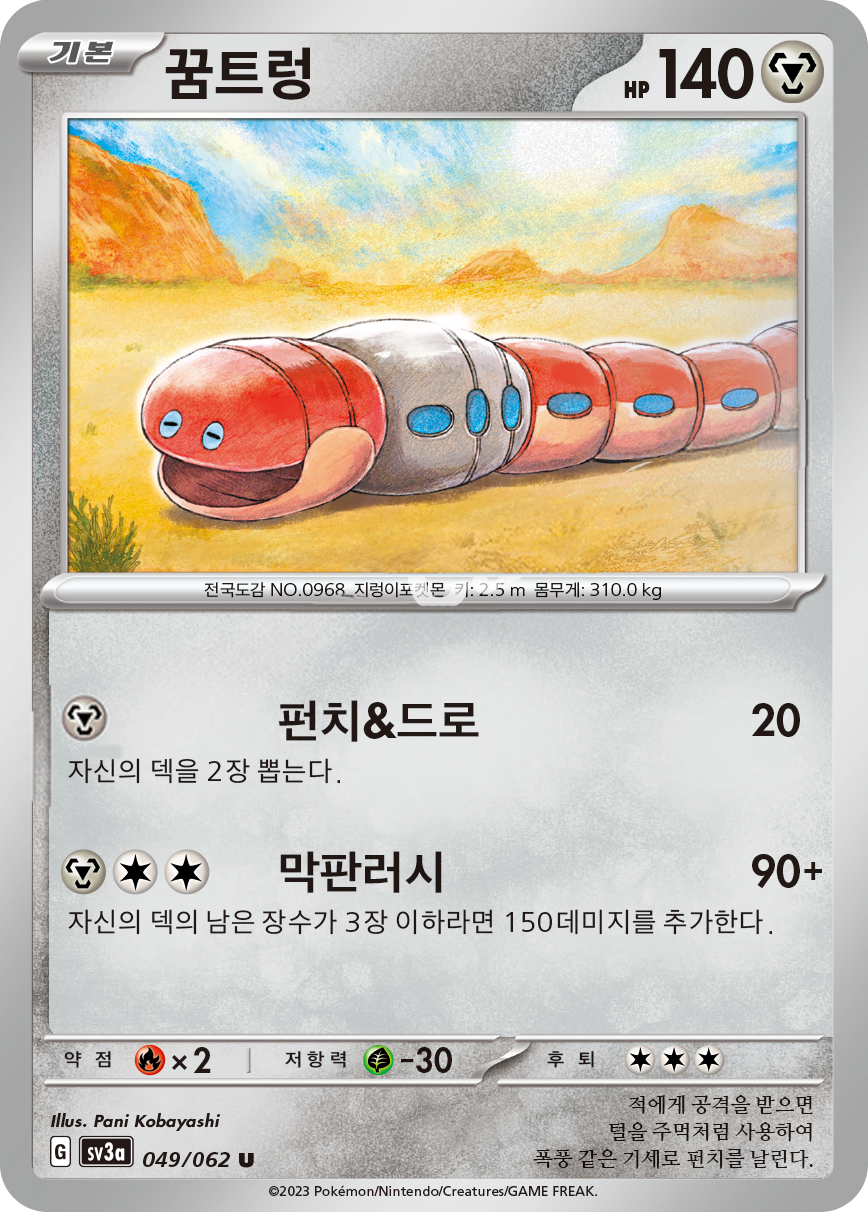 기본 꿈트렁 HP 140
전국도감 NO.0968 지렁이포켓몬 키: 2.5 m 몸무게: 310.0 kg
펀치&드로 20
자신의 덱을 2장 뽑는다.
막판러시 90+
자신의 덱의 남은 장수가 3장 이하라면 150데미지를 추가한다.
약점 ×2 저항력 -30 후퇴
Illus. Pani Kobayashi
G sv3a 049/062 U
적에게 공격을 받으면
털을 주먹처럼 사용하여
폭풍 같은 기세로 펀치를 날린다.
©2023 Pokémon/Nintendo/Creatures/GAME FREAK.